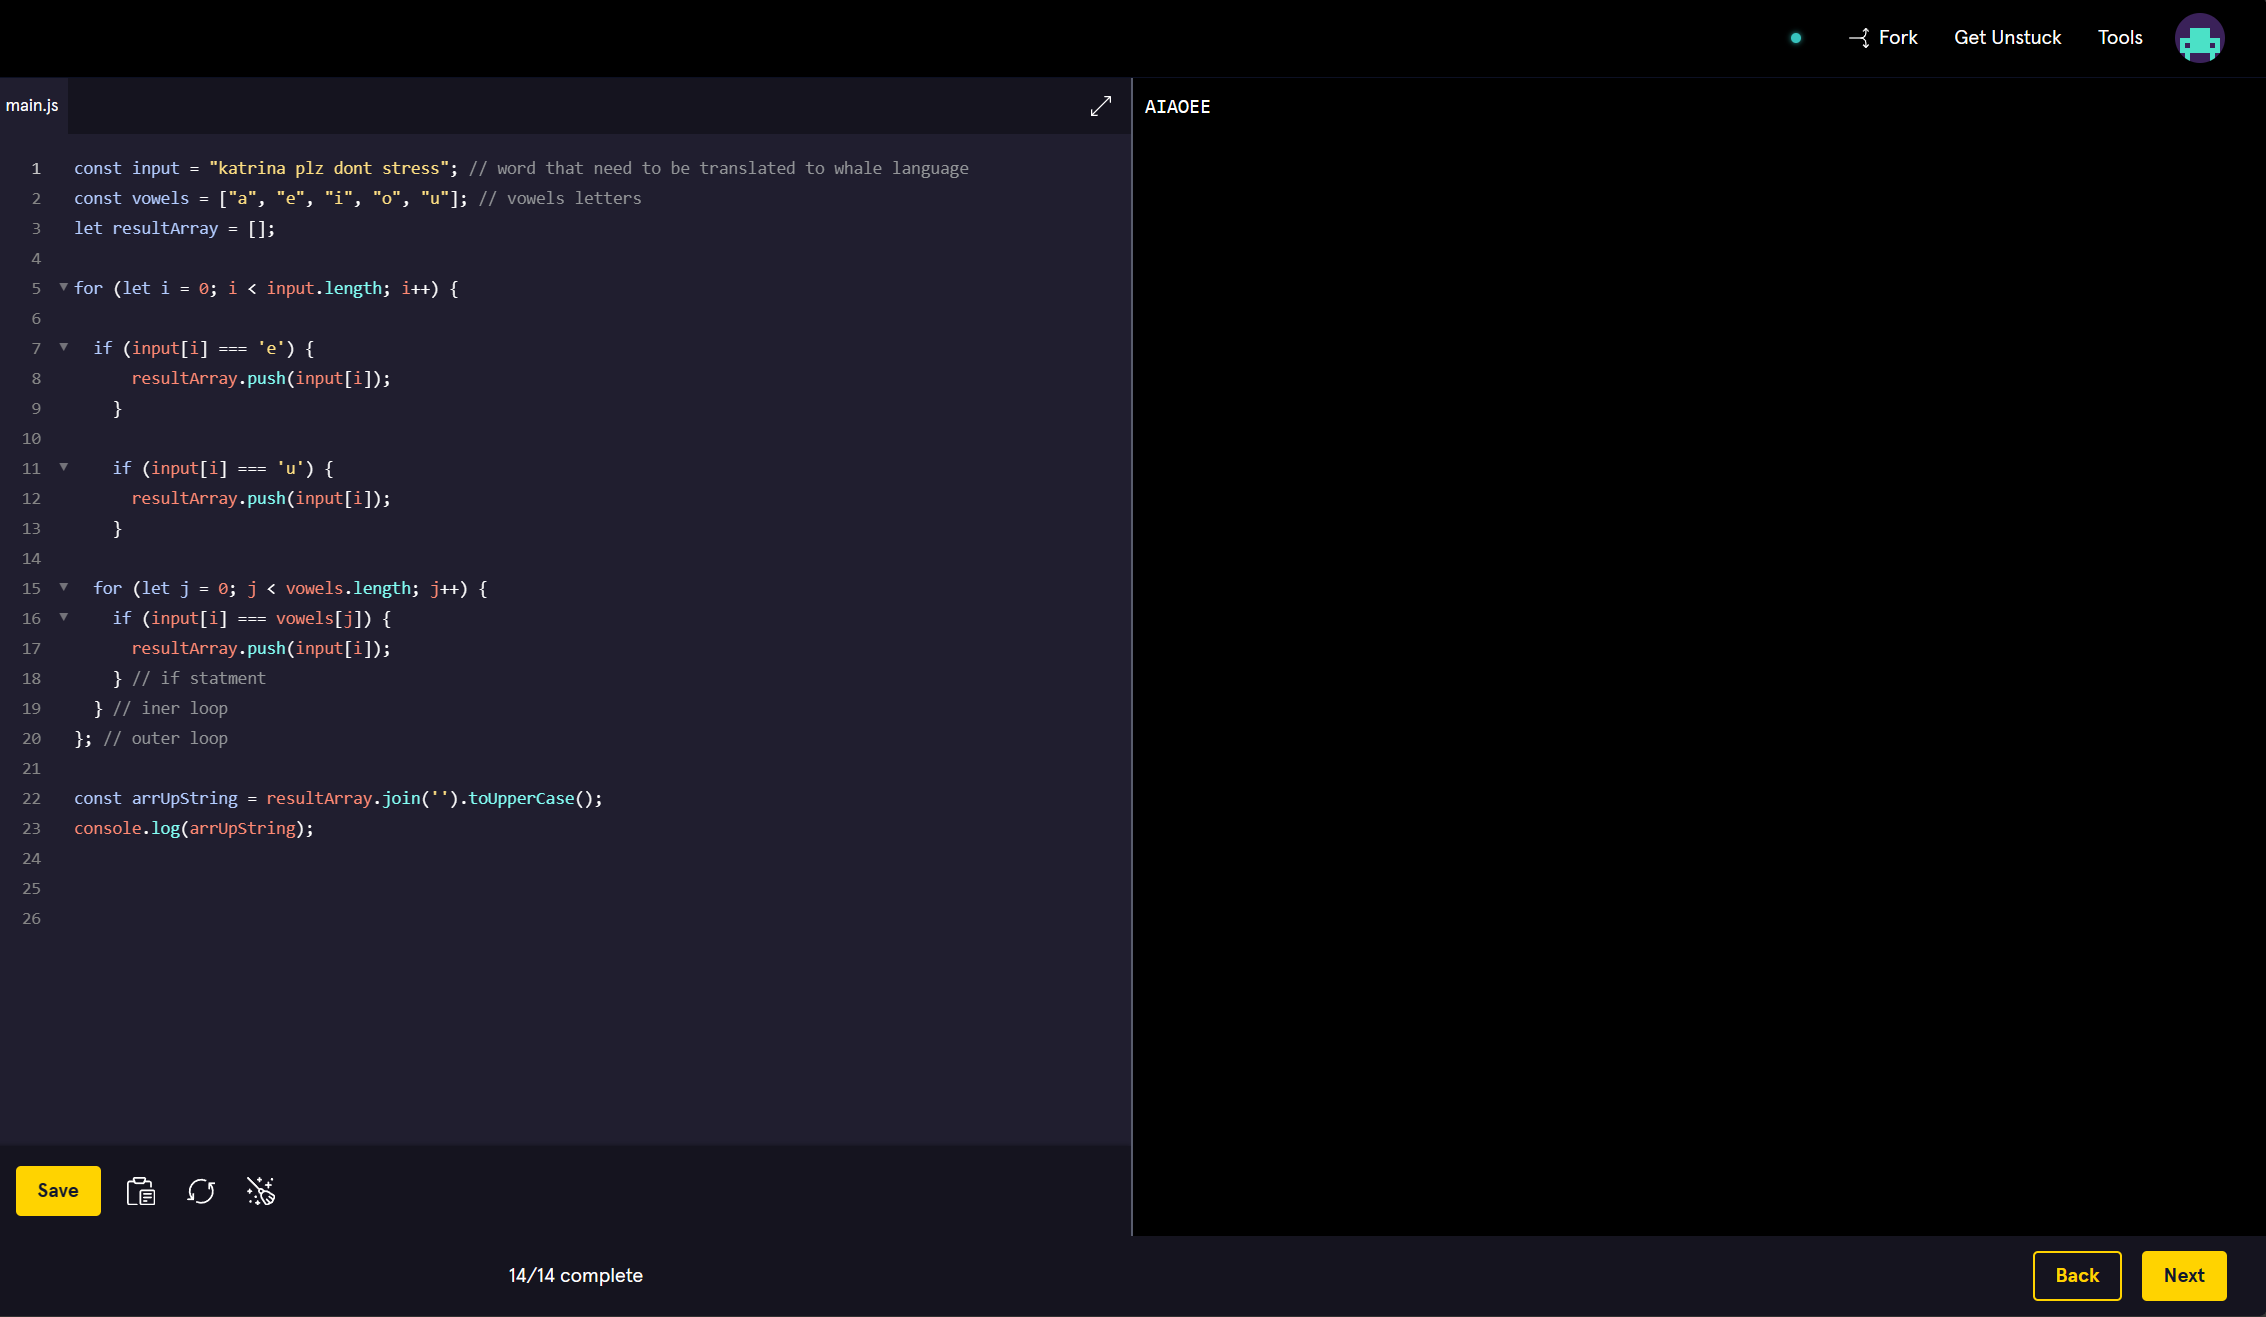 Fork Get Unstuck Tools
main.js
1 const input = "katrina plz dont stress"; // word that need to be translated to whale language
2 const vowels = ["a", "e", "i", "o", "u"]; // vowels letters
3 let resultArray = [];
4
5 for (let i = 0; i < input.length; i++) {
6
7 if (input[i] === 'e') {
8 resultArray.push(input[i]);
9 }
10
11 if (input[i] === 'u') {
12 resultArray.push(input[i]);
13 }
14
15 for (let j = 0; j < vowels.length; j++) {
16 if (input[i] === vowels[j]) {
17 resultArray.push(input[i]);
18 } // if statment
19 } // iner loop
20 }; // outer loop
21
22 const arrUpString = resultArray.join('').toUpperCase();
23 console.log(arrUpString);
24
25
26
AIAOEE
Save
14/14 complete
Back Next